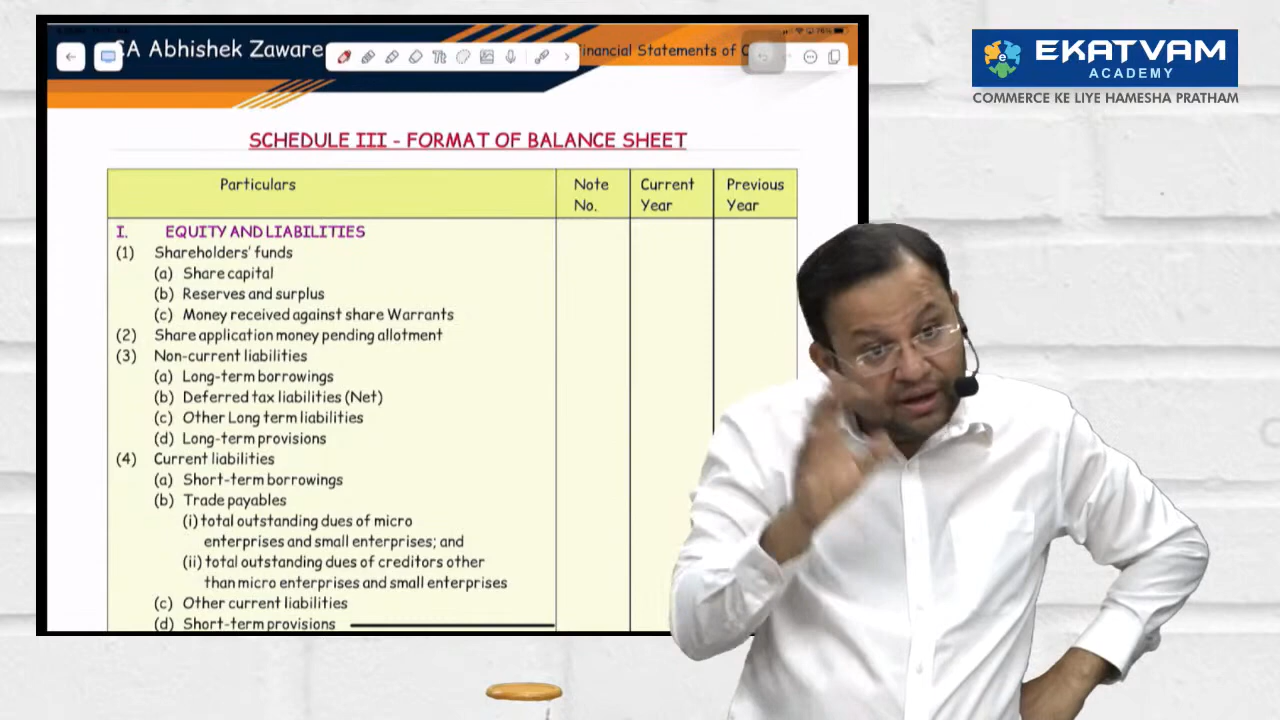 CA Abhishek Zaware
Financial Statements of C
76%
EKATVAM
ACADEMY
COMMERCE KE LIYE HAMESHA PRATHAM
SCHEDULE III - FORMAT OF BALANCE SHEET
Particulars
Note No.
Current Year
Previous Year
I. EQUITY AND LIABILITIES
(1) Shareholders' funds
(a) Share capital
(b) Reserves and surplus
(c) Money received against share Warrants
(2) Share application money pending allotment
(3) Non-current liabilities
(a) Long-term borrowings
(b) Deferred tax liabilities (Net)
(c) Other Long term liabilities
(d) Long-term provisions
(4) Current liabilities
(a) Short-term borrowings
(b) Trade payables
(i) total outstanding dues of micro
enterprises and small enterprises; and
(ii) total outstanding dues of creditors other
than micro enterprises and small enterprises
(c) Other current liabilities
(d) Short-term provisions